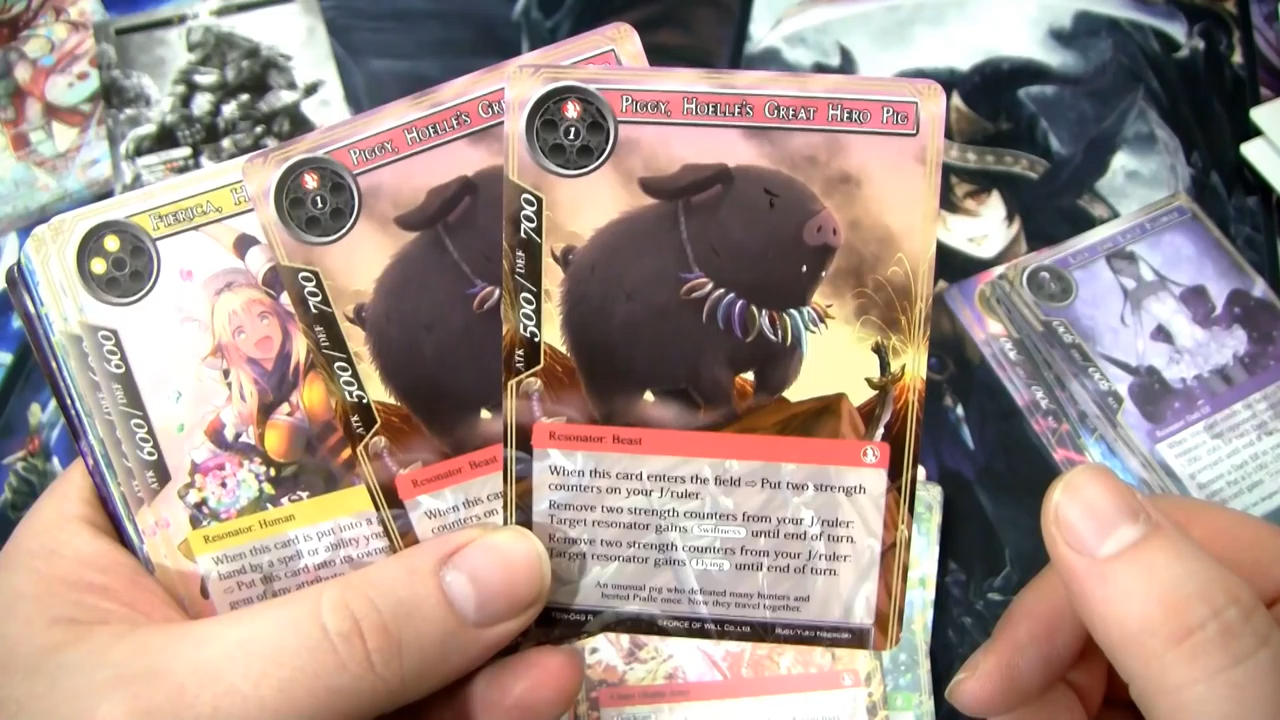 PIGGY, HOELLE'S GREAT HERO PIG
1
ATK 500 / DEF 700
Resonator: Beast
When this card enters the field ⇨ Put two strength
counters on your J/ruler.
Remove two strength counters from your J/ruler:
Target resonator gains Swiftness until end of turn.
Remove two strength counters from your J/ruler:
Target resonator gains Flying until end of turn.
An unusual pig who defeated many hunters and
bested Pialle once. Now they travel together.
©FORCE OF WILL Co.,Ltd.
PIGGY, HOELLE'S GR
1
ATK 500 / DEF 700
Resonator: Beast
When this car
counters on
FIERICA, H
ATK 600 / DEF 600
Resonator: Human
When this card is put into a
hand by a spell or ability you
⇨ Put this card into its owner
gem of any attribute